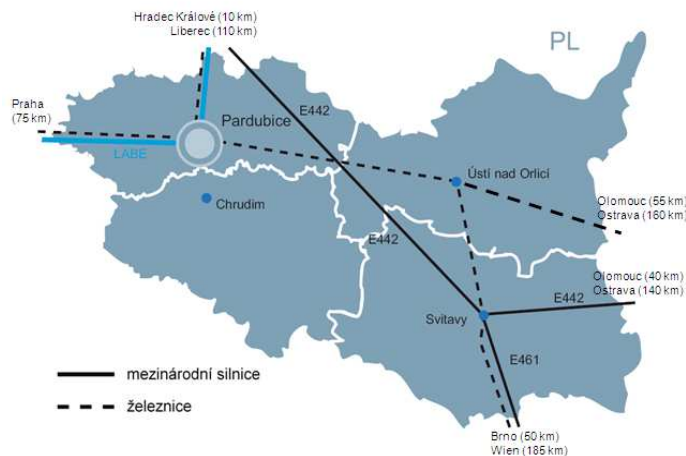 Hradec Králové (10 km)
Liberec (110 km)
PL
Praha
(75 km)
E442
Pardubice
LABE
Ústí nad Orlicí
Chrudim
Olomouc (55 km)
Ostrava (160 km)
E442
Olomouc (40 km)
Ostrava (140 km)
E442
Svitavy
E461
mezinárodní silnice
železnice
Brno (50 km)
Wien (185 km)